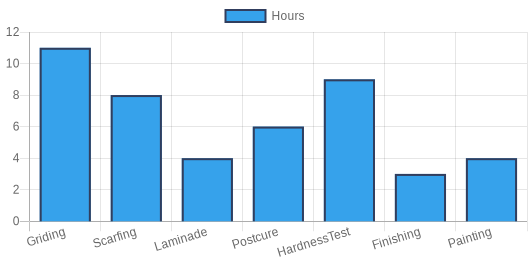 Hours
12
10
8
6
4
2
0
Griding
Scarfing
Laminade
Postcure
HardnessTest
Finishing
Painting